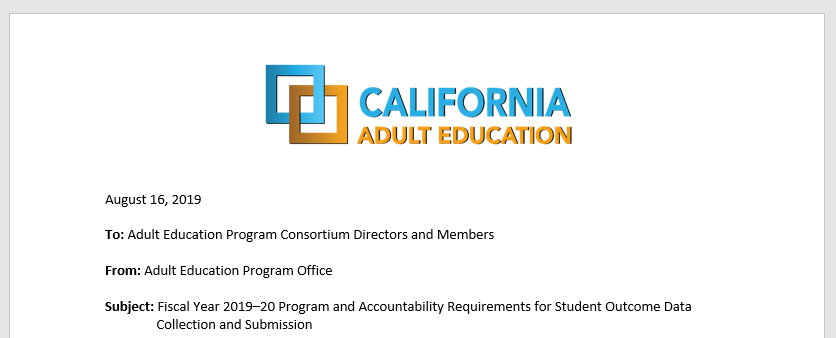 CALIFORNIA
ADULT EDUCATION
August 16, 2019
To: Adult Education Program Consortium Directors and Members
From: Adult Education Program Office
Subject: Fiscal Year 2019–20 Program and Accountability Requirements for Student Outcome Data
Collection and Submission